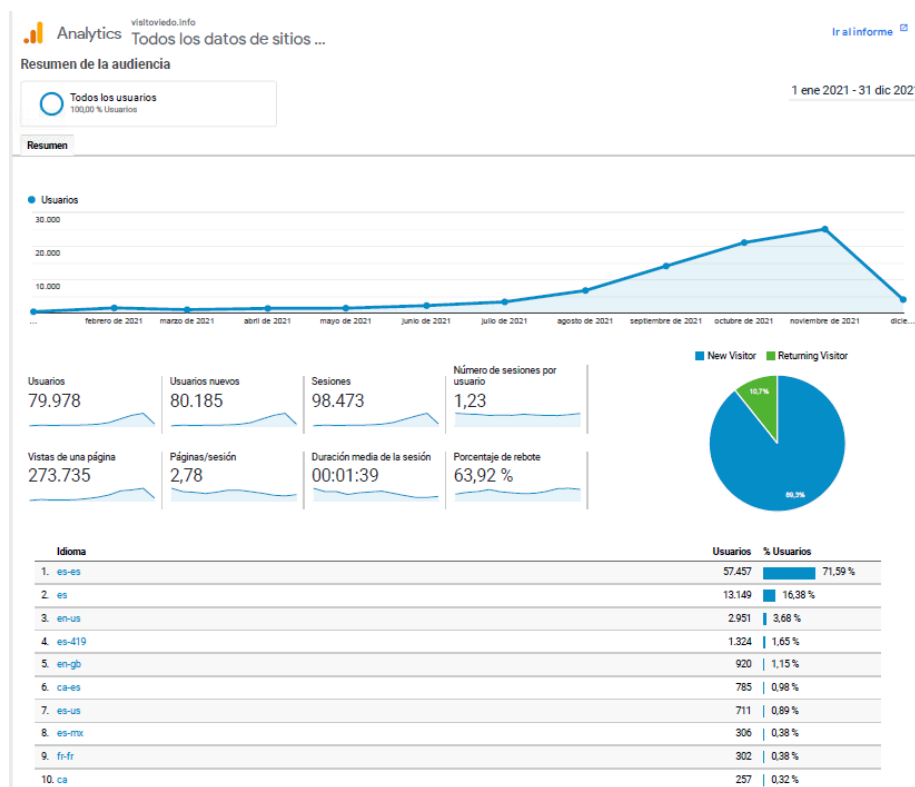 visitoviedo.info
Analytics Todos los datos de sitios ...
Ir al informe
Resumen de la audiencia
Todos los usuarios
100,00 % Usuarios
1 ene 2021 - 31 dic 2021
Resumen
Usuarios
30.000
20.000
10.000
... febrero de 2021 marzo de 2021 abril de 2021 mayo de 2021 junio de 2021 julio de 2021 agosto de 2021 septiembre de 2021 octubre de 2021 noviembre de 2021 dicie...
New Visitor Returning Visitor
Usuarios
79.978
Usuarios nuevos
80.185
Sesiones
98.473
Número de sesiones por
usuario
1,23
10,7%
89,3%
Vistas de una página
273.735
Páginas/sesión
2,78
Duración media de la sesión
00:01:39
Porcentaje de rebote
63,92 %
Idioma Usuarios % Usuarios
1. es-es 57.457 71,59 %
2. es 13.149 16,38 %
3. en-us 2.951 3,68 %
4. es-419 1.324 1,65 %
5. en-gb 920 1,15 %
6. ca-es 785 0,98 %
7. es-us 711 0,89 %
8. es-mx 306 0,38 %
9. fr-fr 302 0,38 %
10. ca 257 0,32 %